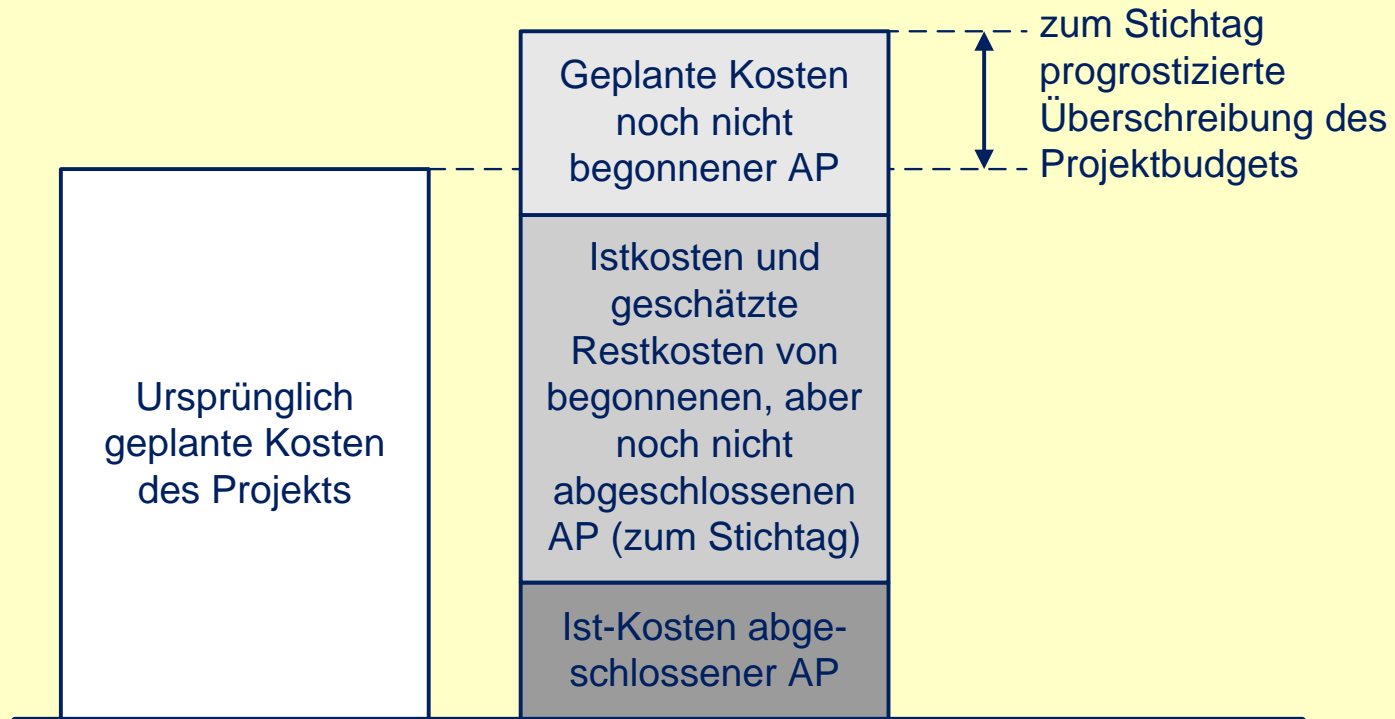 Ursprünglich
geplante Kosten
des Projekts
Geplante Kosten
noch nicht
begonnener AP
Istkosten und
geschätzte
Restkosten von
begonnenen, aber
noch nicht
abgeschlossenen
AP (zum Stichtag)
Ist-Kosten abge-
schlossener AP
zum Stichtag
progrostizierte
Überschreibung des
Projektbudgets